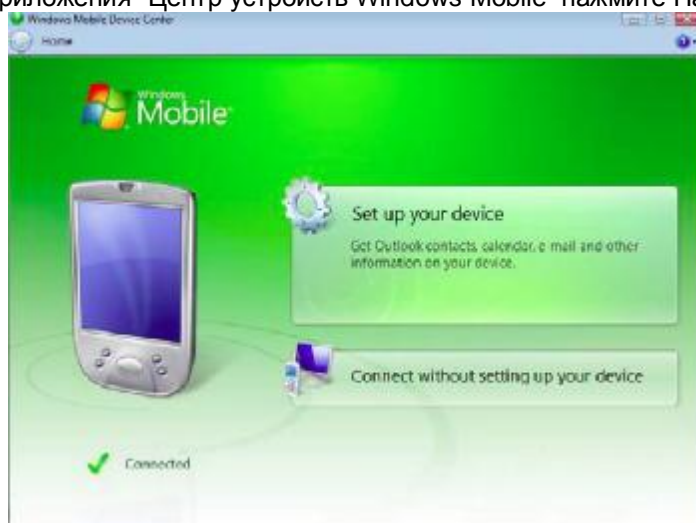 приложения "Центр устройств Windows Mobile" нажмите
Windows Mobile Device Center
Home
Windows
Mobile
Set up your device
Get Outlook contacts, calendar, e-mail and other
information on your device.
Connect without setting up your device
Connected